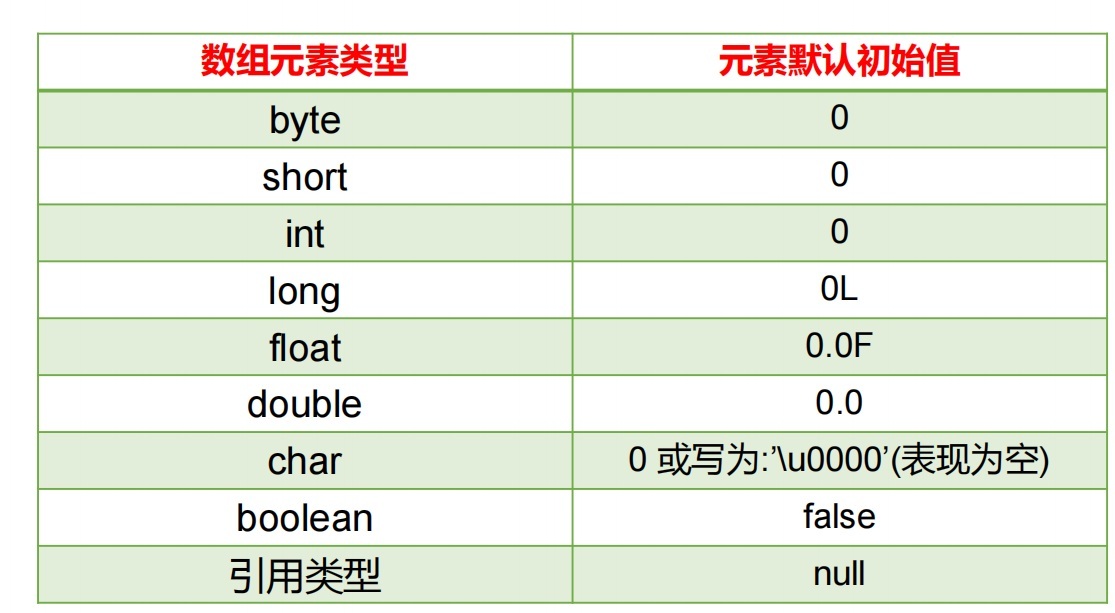 数组元素类型 元素默认初始值
byte 0
short 0
int 0
long 0L
float 0.0F
double 0.0
char 0 或写为:’\u0000’(表现为空)
boolean false
引用类型 null